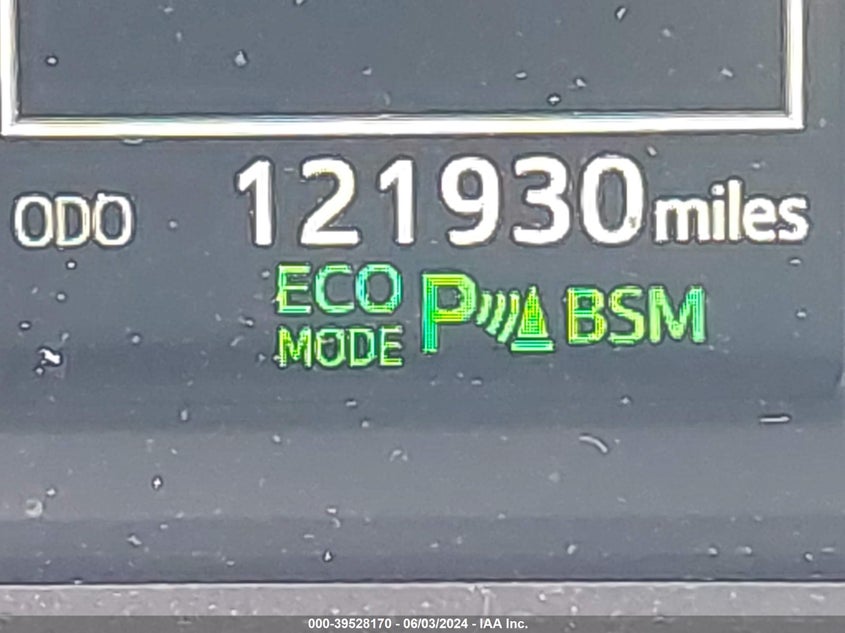 ODO 121930 miles
ECO MODE P BSM
000-39528170 - 06/03/2024 - IAA Inc.